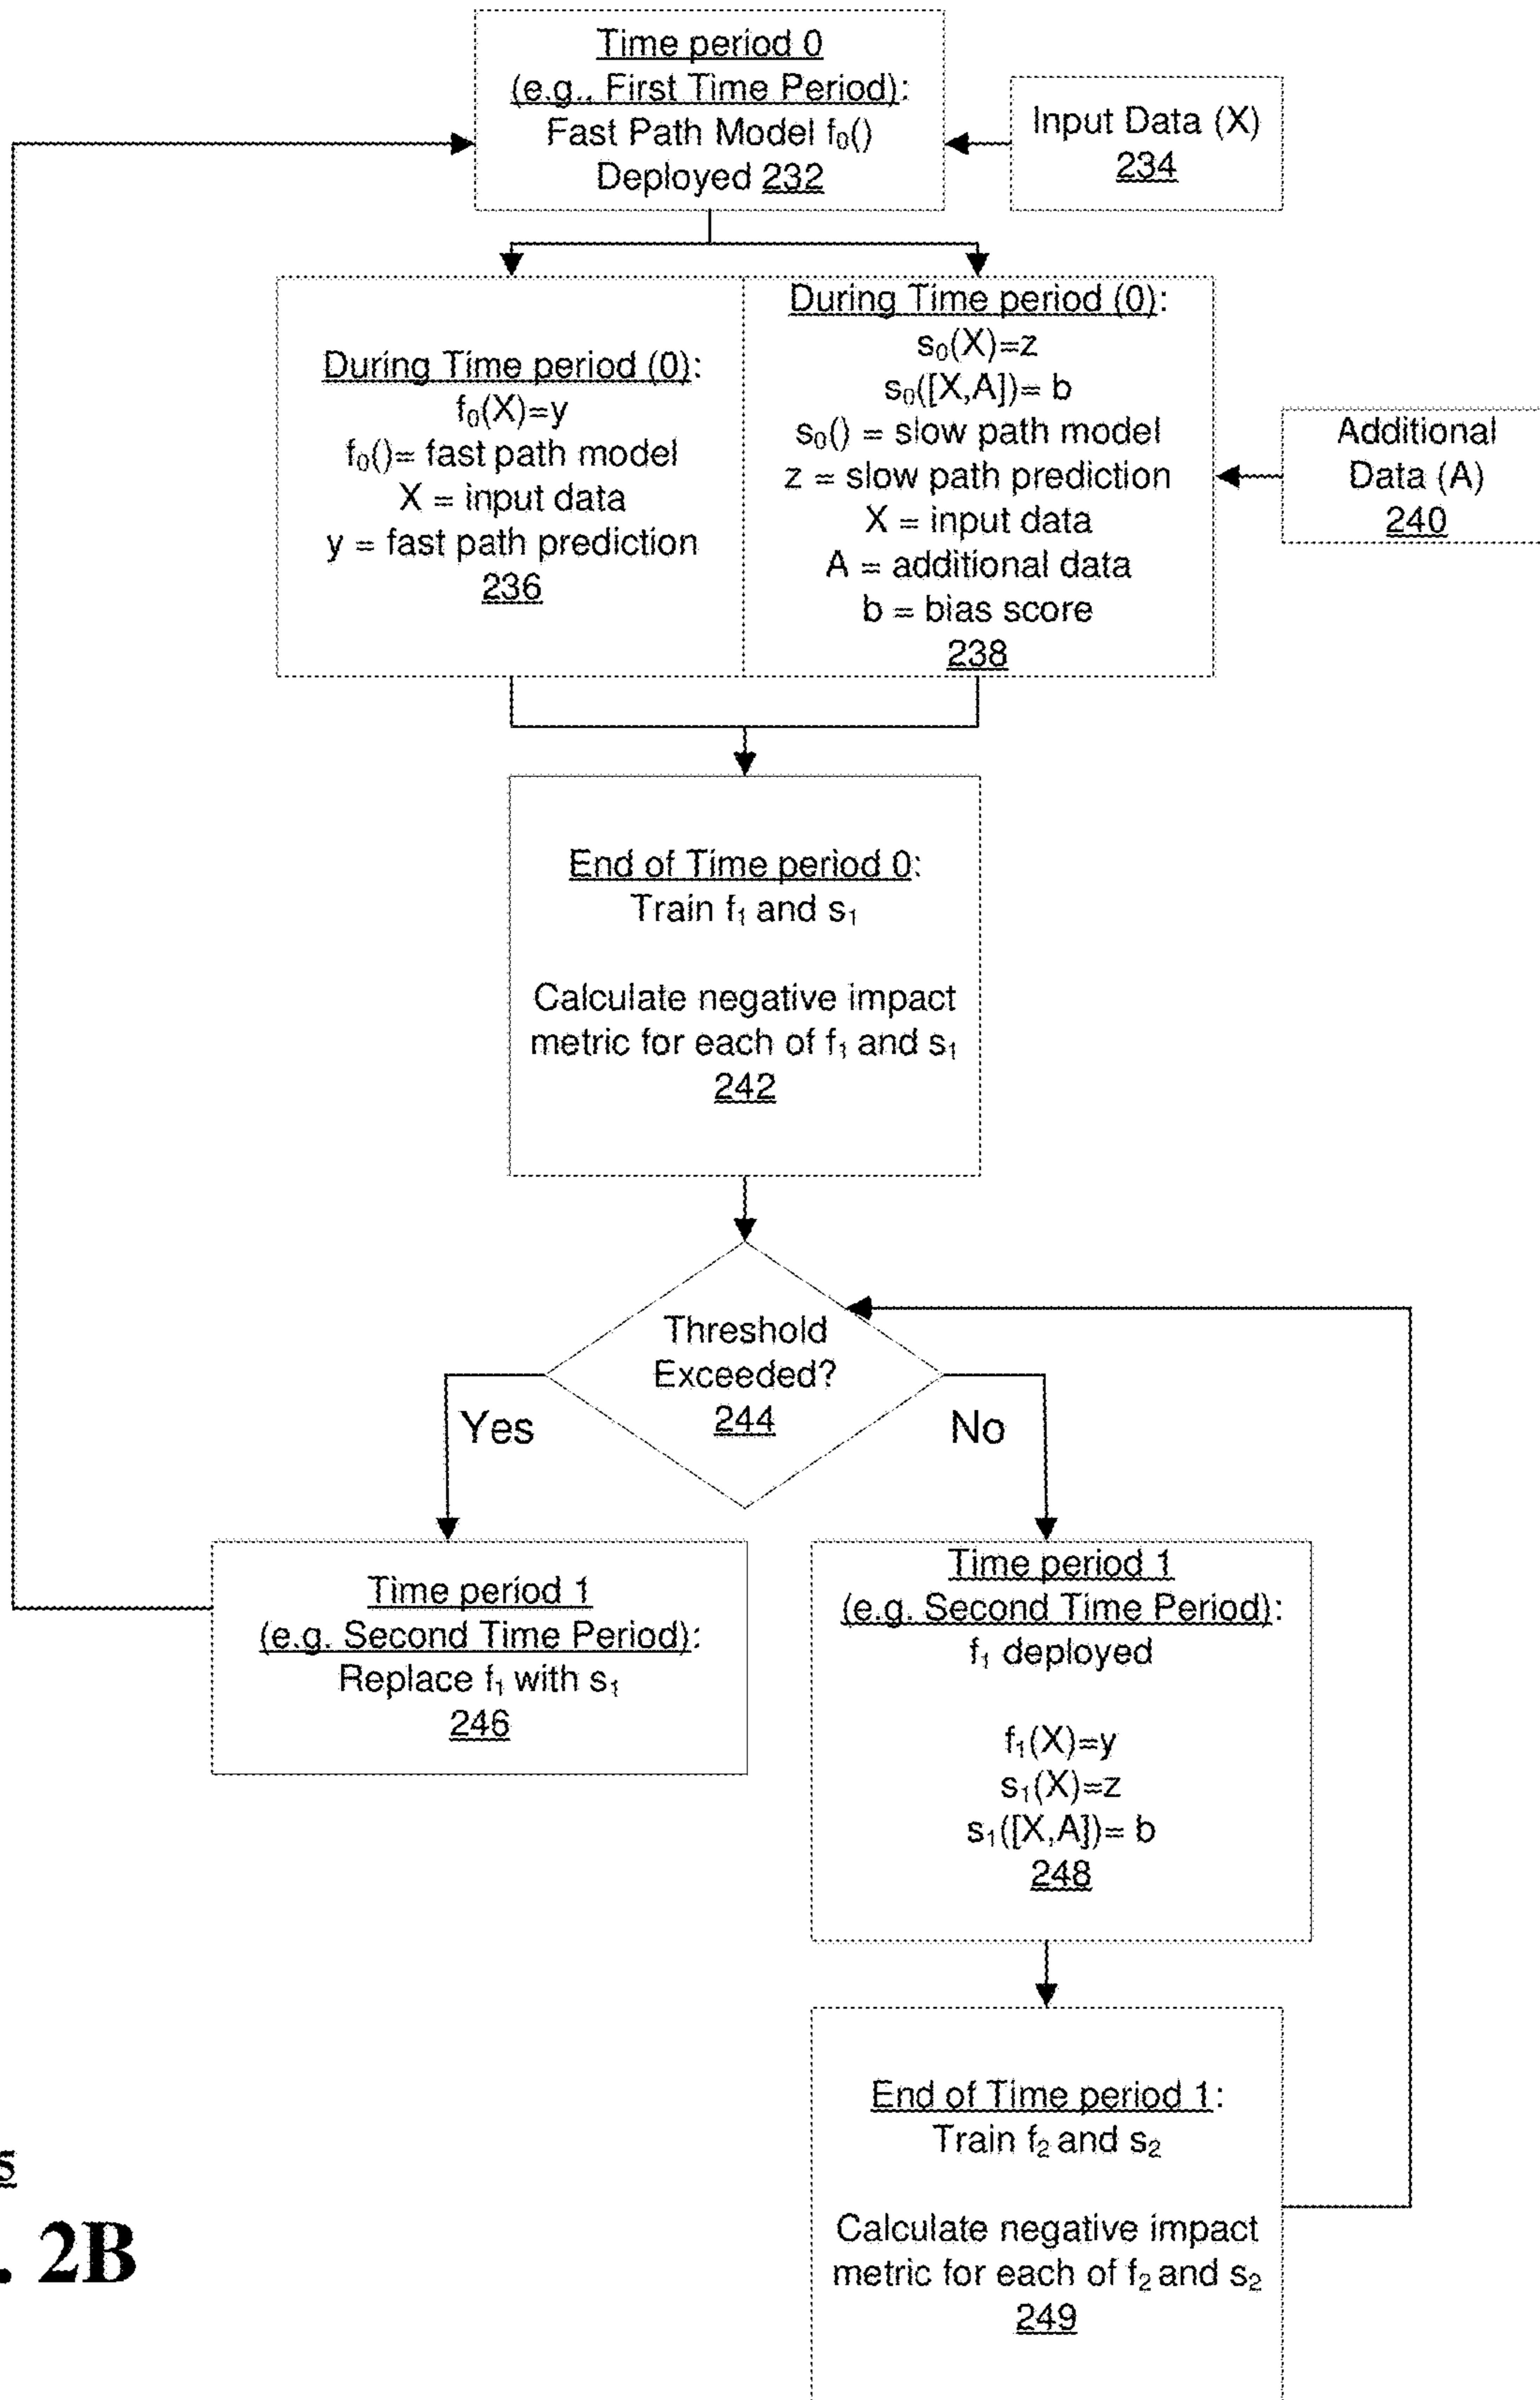 Time period 0
(e.g., First Time Period):
Fast Path Model f₀()
Deployed 232
Input Data (X)
234
During Time period (0):
f₀(X)=y
f₀()= fast path model
X = input data
y = fast path prediction
236
During Time period (0):
s₀(X)=z
s₀([X,A])= b
s₀() = slow path model
z = slow path prediction
X = input data
A = additional data
b = bias score
238
Additional
Data (A)
240
End of Time period 0:
Train f₁ and s₁
Calculate negative impact
metric for each of f₁ and s₁
242
Threshold
Exceeded?
244
Yes
No
Time period 1
(e.g. Second Time Period):
Replace f₁ with s₁
246
Time period 1
(e.g. Second Time Period):
f₁ deployed
f₁(X)=y
s₁(X)=z
s₁([X,A])= b
248
End of Time period 1:
Train f₂ and s₂
Calculate negative impact
metric for each of f₂ and s₂
249
5
. 2B